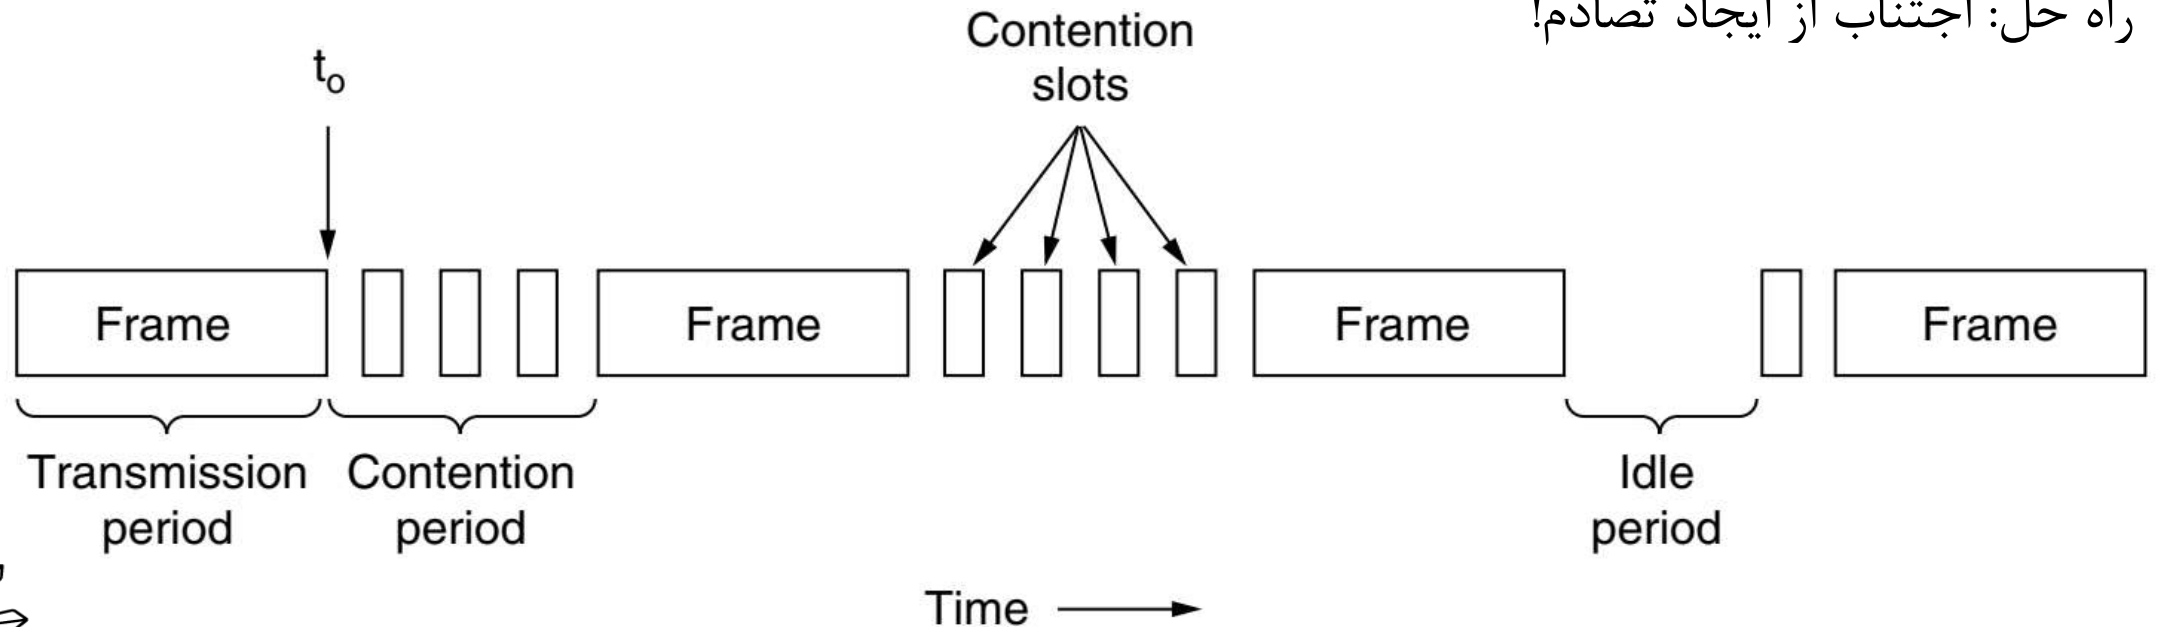 راه حل: اجتناب از ایجاد تصادم!
Contention
slots
to
Frame
Frame
Frame
Frame
Transmission
period
Contention
period
Idle
period
Time